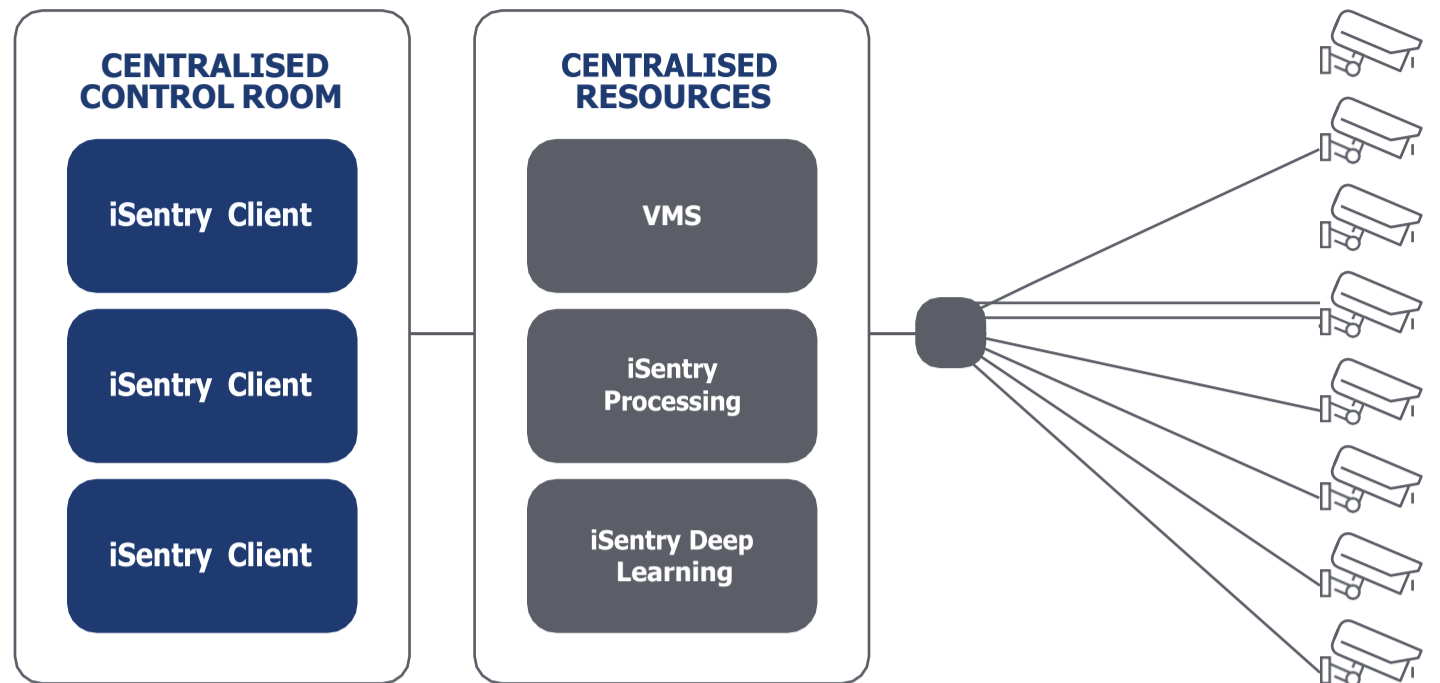 CENTRALISED
CONTROL ROOM
iSentry Client
iSentry Client
iSentry Client
CENTRALISED
RESOURCES
VMS
iSentry
Processing
iSentry Deep
Learning